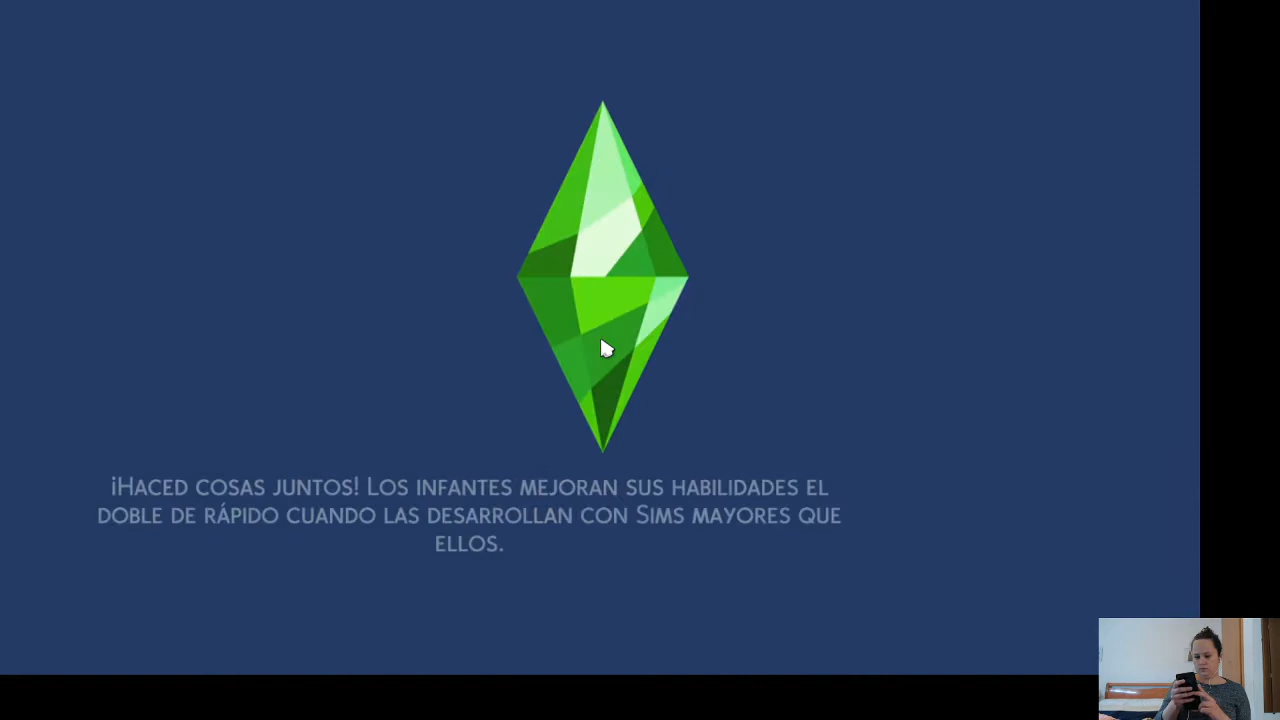 ¡Haced cosas juntos! Los infantes mejoran sus habilidades el
doble de rápido cuando las desarrollan con Sims mayores que
ellos.